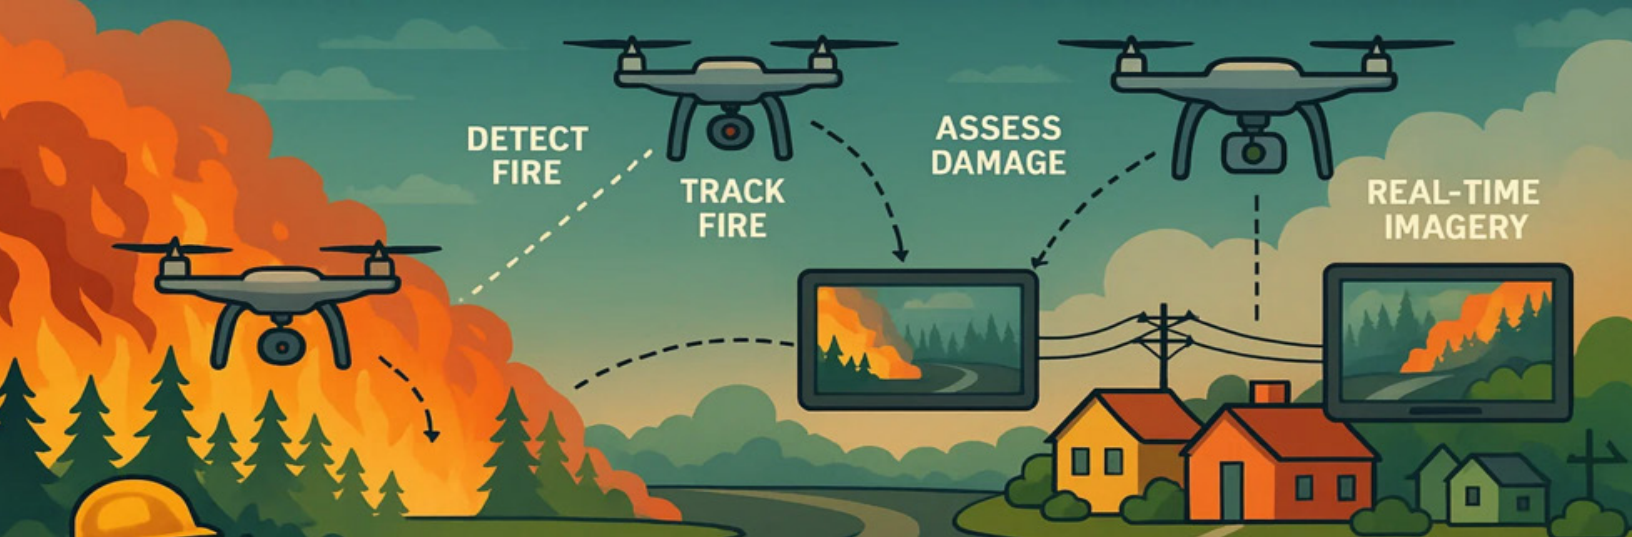 DETECT
FIRE
TRACK
FIRE
ASSESS
DAMAGE
REAL-TIME
IMAGERY